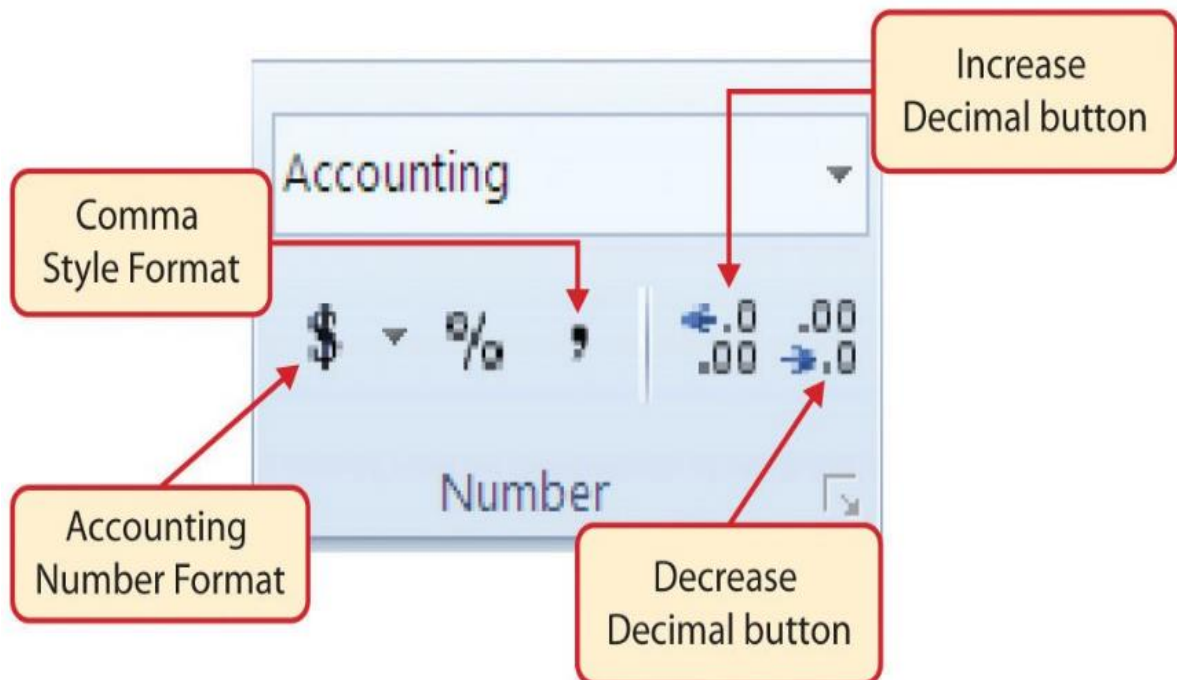 Increase
Decimal button
Accounting
Comma
Style Format
$ % , .0 .00
.00 .0
Number
Accounting
Number Format
Decrease
Decimal button